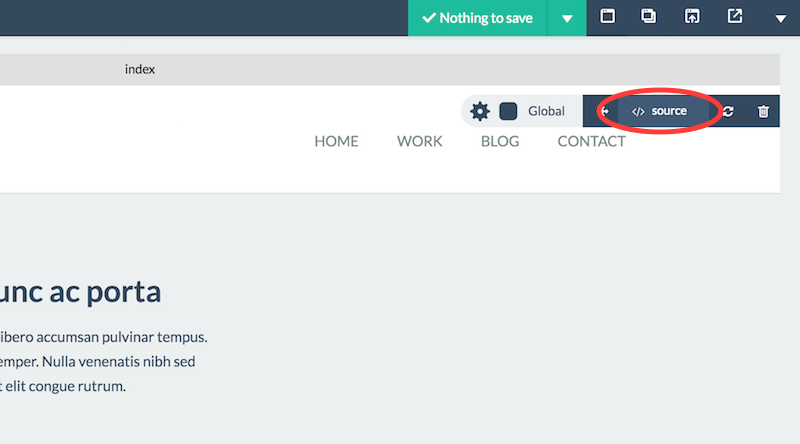 Nothing to save
index
Global
</> source
HOME WORK BLOG CONTACT
unc ac porta
ibero accumsan pulvinar tempus.
emper. Nulla venenatis nibh sed
t elit congue rutrum.